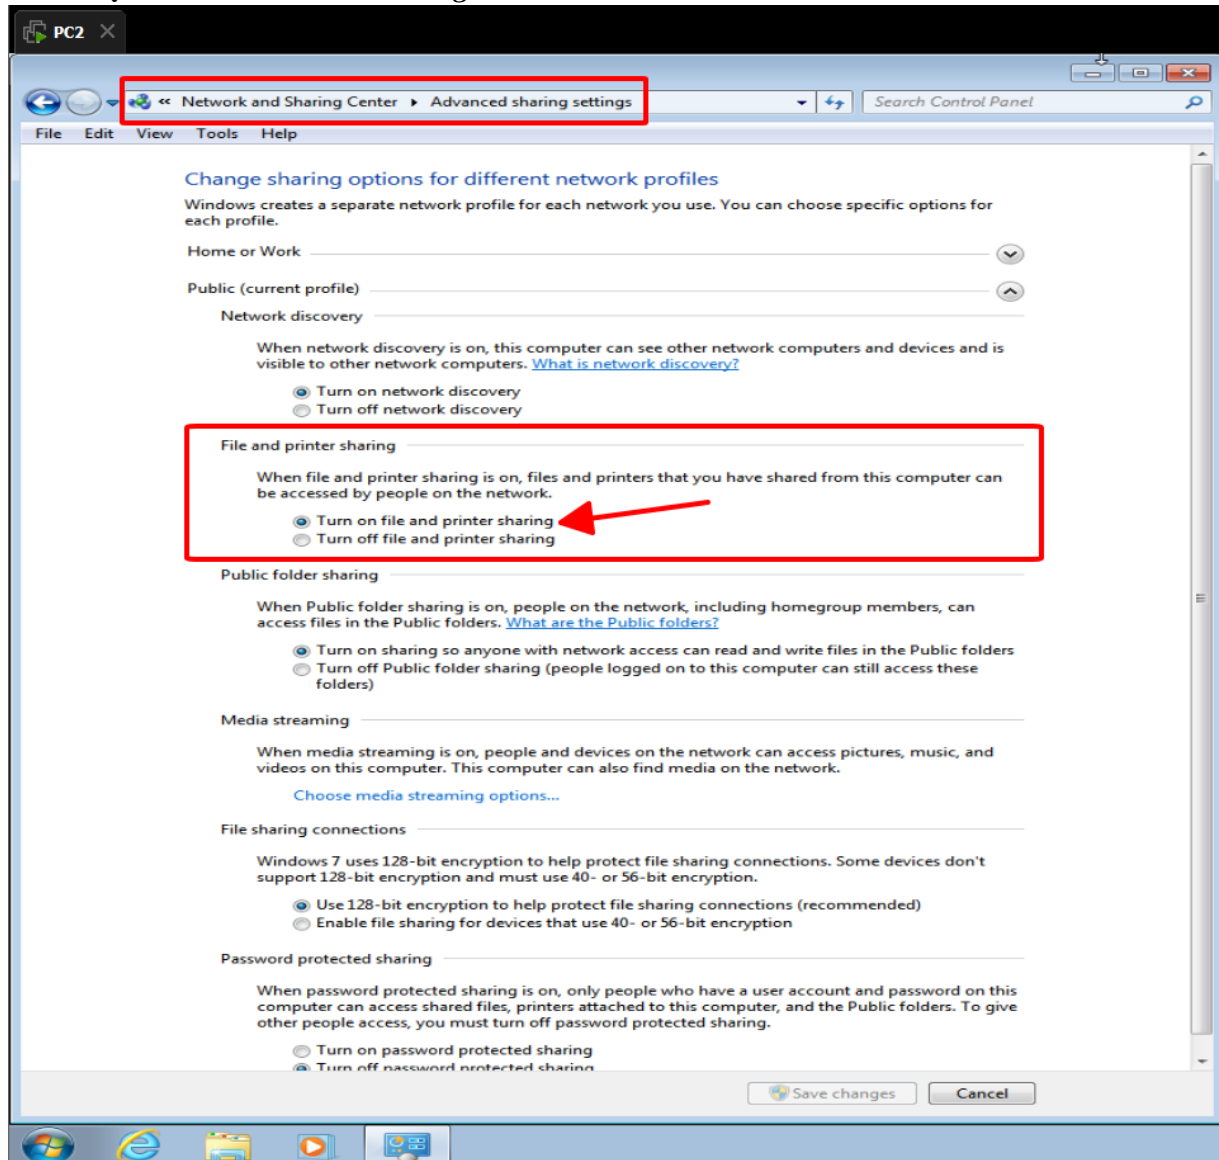 PC2
« Network and Sharing Center ▸ Advanced sharing settings
Search Control Panel
File Edit View Tools Help
Change sharing options for different network profiles
Windows creates a separate network profile for each network you use. You can choose specific options for
each profile.
Home or Work
Public (current profile)
Network discovery
When network discovery is on, this computer can see other network computers and devices and is
visible to other network computers. What is network discovery?
Turn on network discovery
Turn off network discovery
File and printer sharing
When file and printer sharing is on, files and printers that you have shared from this computer can
be accessed by people on the network.
Turn on file and printer sharing
Turn off file and printer sharing
Public folder sharing
When Public folder sharing is on, people on the network, including homegroup members, can
access files in the Public folders. What are the Public folders?
Turn on sharing so anyone with network access can read and write files in the Public folders
Turn off Public folder sharing (people logged on to this computer can still access these
folders)
Media streaming
When media streaming is on, people and devices on the network can access pictures, music, and
videos on this computer. This computer can also find media on the network.
Choose media streaming options...
File sharing connections
Windows 7 uses 128-bit encryption to help protect file sharing connections. Some devices don't
support 128-bit encryption and must use 40- or 56-bit encryption.
Use 128-bit encryption to help protect file sharing connections (recommended)
Enable file sharing for devices that use 40- or 56-bit encryption
Password protected sharing
When password protected sharing is on, only people who have a user account and password on this
computer can access shared files, printers attached to this computer, and the Public folders. To give
other people access, you must turn off password protected sharing.
Turn on password protected sharing
Turn off password protected sharing
Save changes Cancel